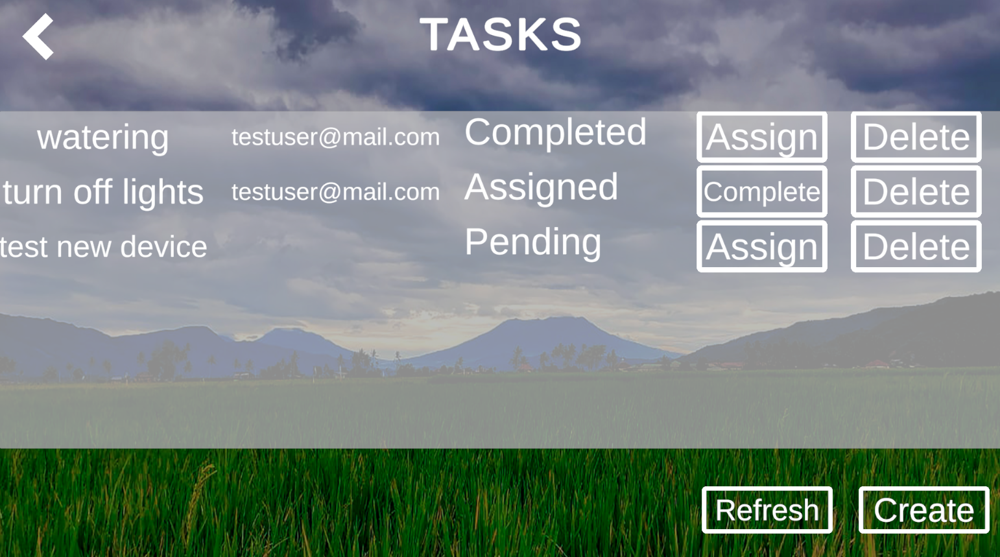 TASKS
watering testuser@mail.com Completed Assign Delete
turn off lights testuser@mail.com Assigned Complete Delete
test new device Pending Assign Delete
Refresh Create